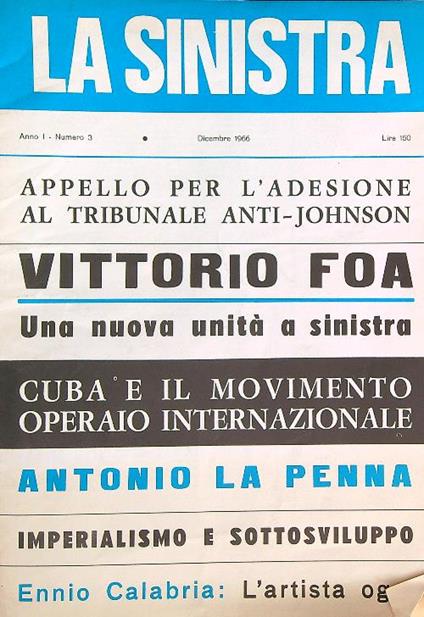 LA SINISTRA
Anno I - Numero 3 • Dicembre 1966 Lire 150
APPELLO PER L'ADESIONE
AL TRIBUNALE ANTI-JOHNSON
VITTORIO FOA
Una nuova unità a sinistra
CUBA E IL MOVIMENTO
OPERAIO INTERNAZIONALE
ANTONIO LA PENNA
IMPERIALISMO E SOTTOSVILUPPO
Ennio Calabria: L'artista og